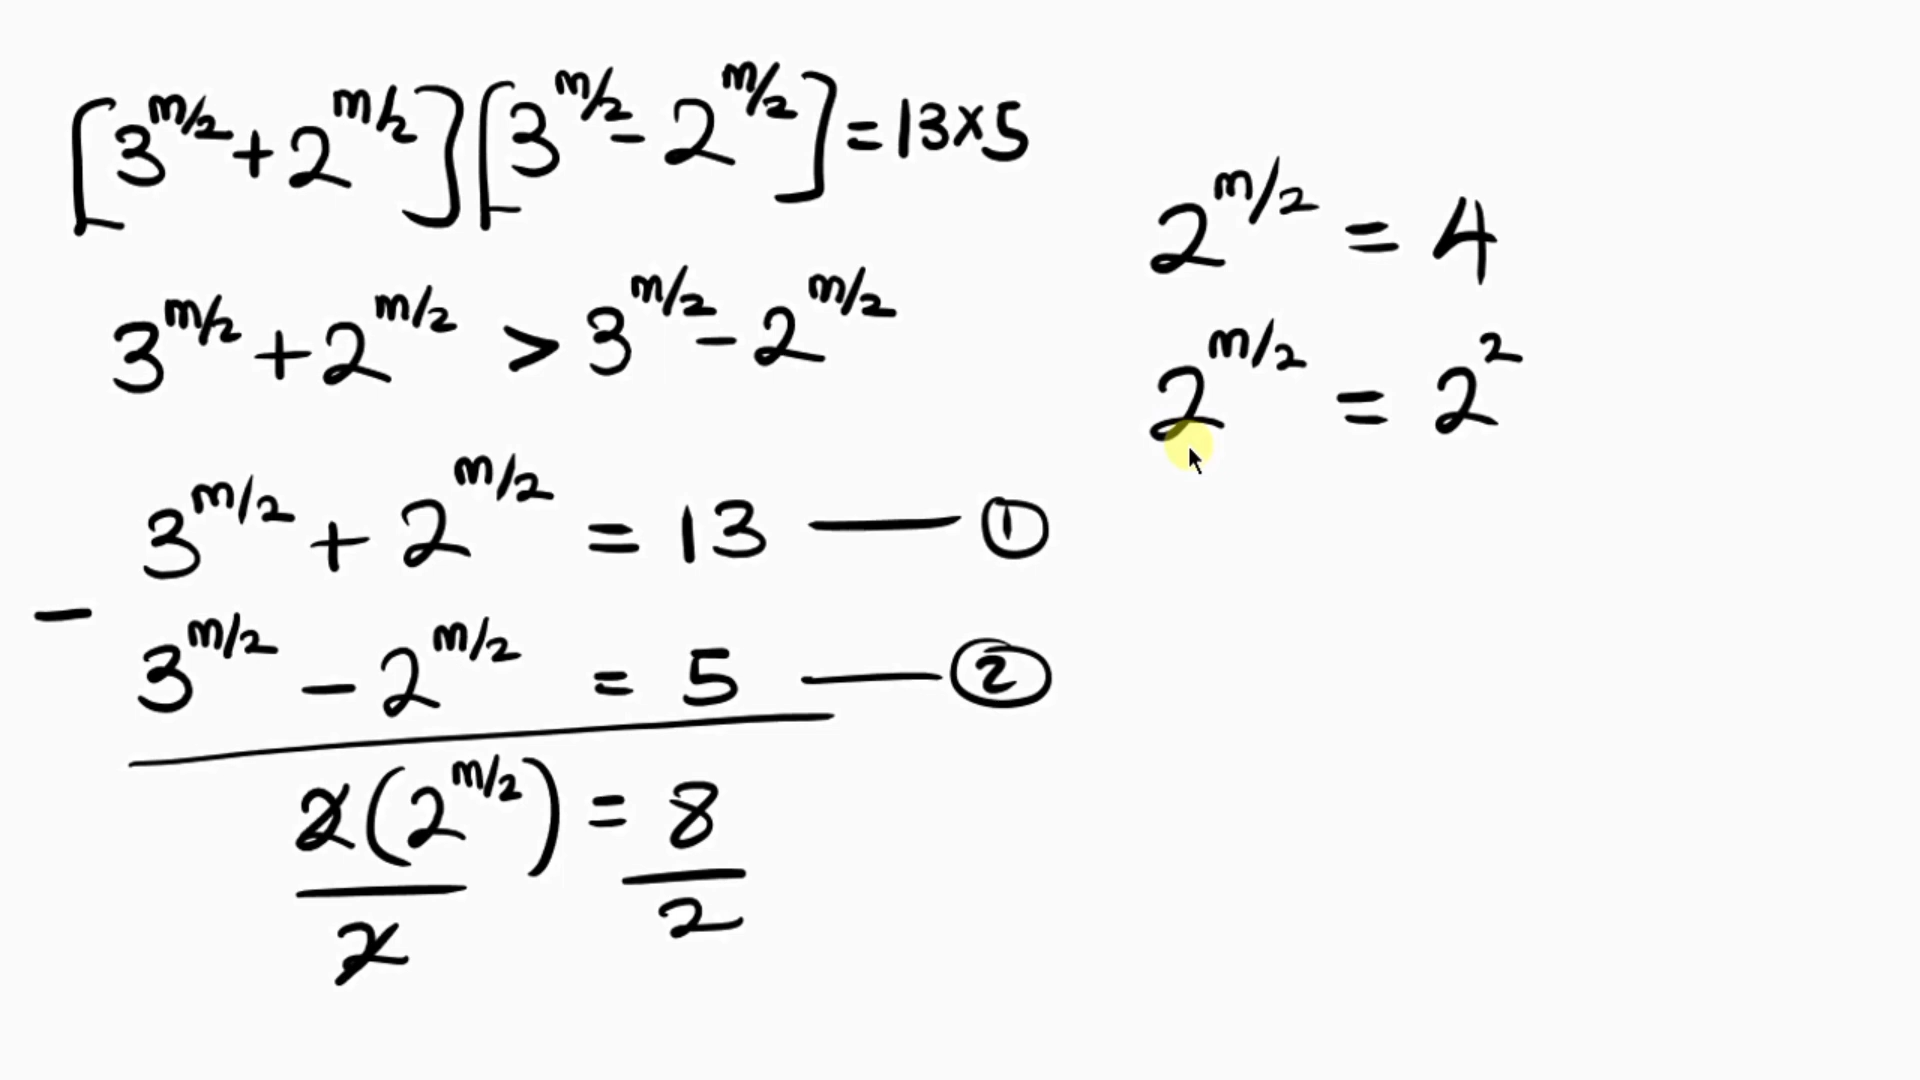 [3^{m/2} + 2^{m/2}][3^{m/2} - 2^{m/2}] = 13×5
3^{m/2} + 2^{m/2} > 3^{m/2} - 2^{m/2}
3^{m/2} + 2^{m/2} = 13 — ①
- 3^{m/2} - 2^{m/2} = 5 — ②
2(2^{m/2}) = 8
2 2
2^{m/2} = 4
2^{m/2} = 2^2